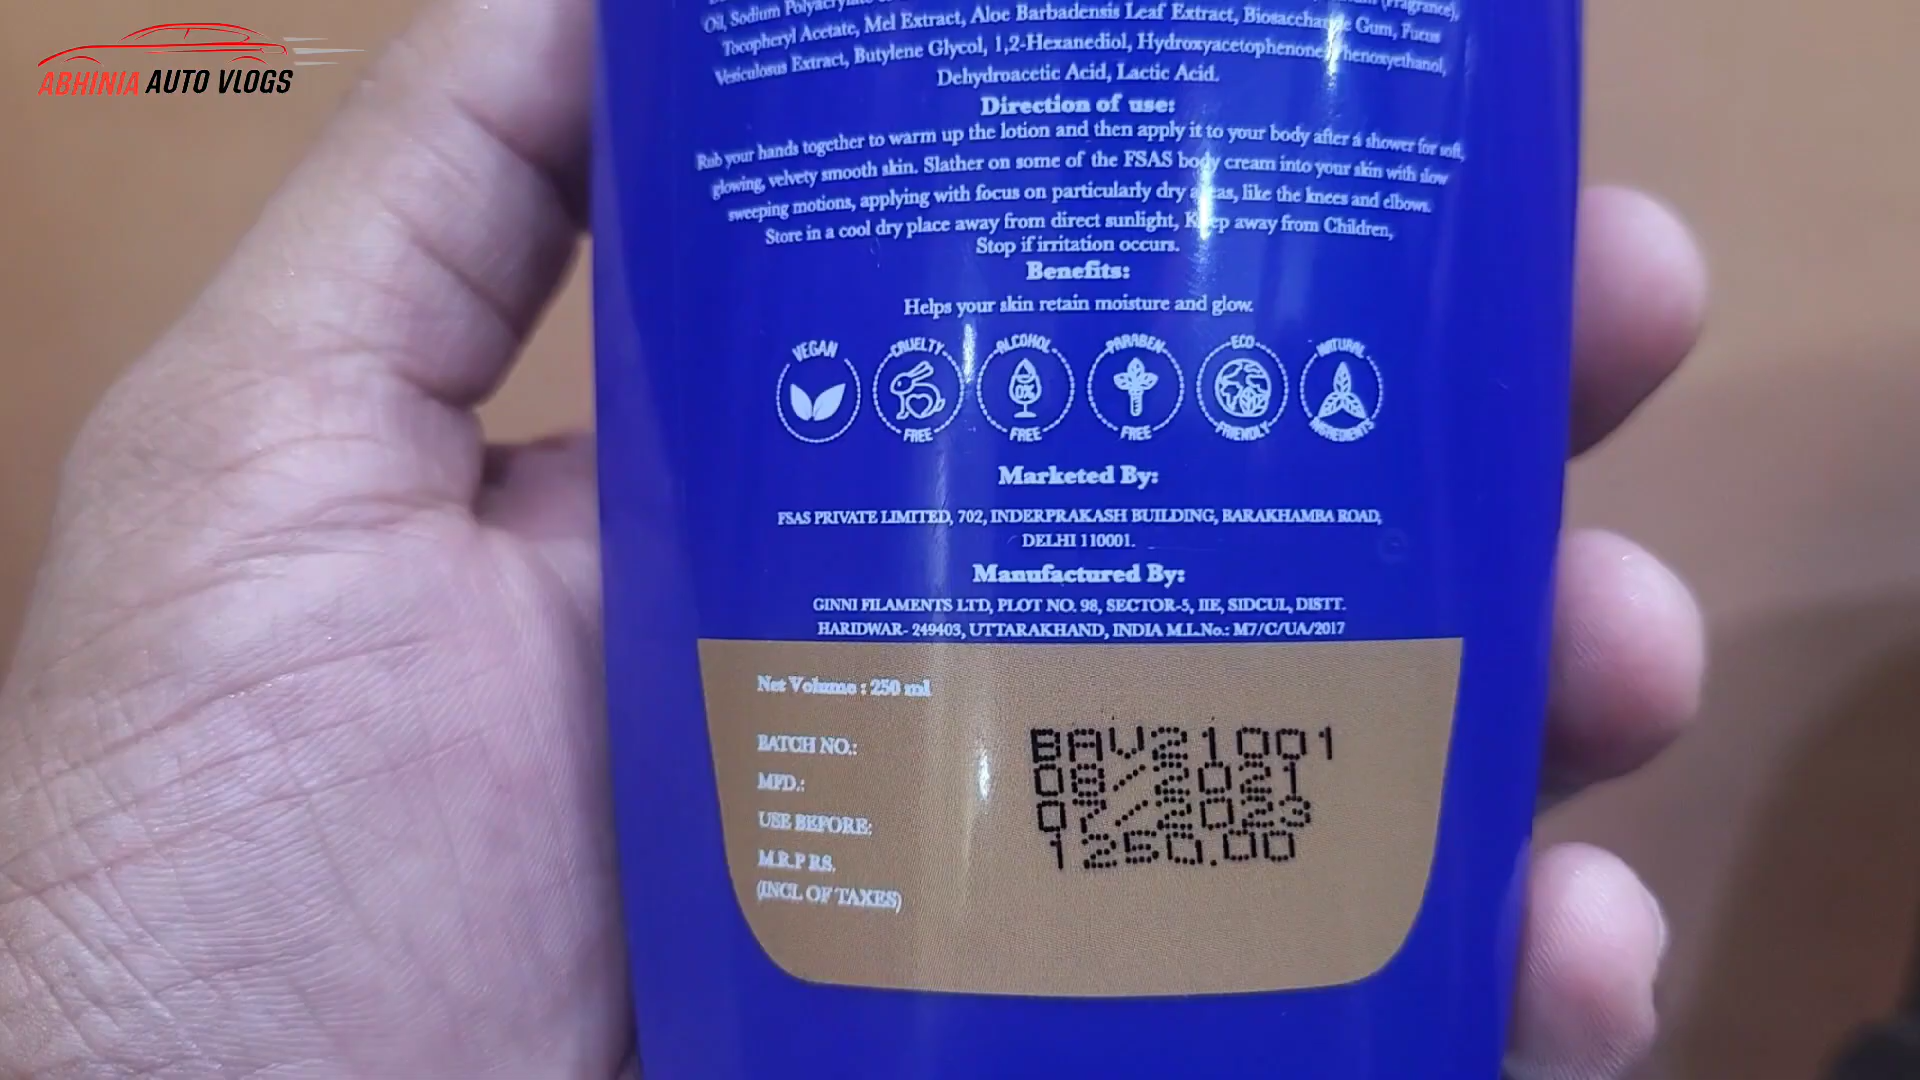 ABHINIA AUTO VLOGS
Oil, Sodium (Fragrance),
Tocopheryl Acetate, Mel Extract, Aloe Barbadensis Leaf Extract, Gum, Fucus
Vesiculosus Extract, Butylene Glycol, 1,2-Hexanediol, Hydroxyacetophenone, Phenoxyethanol,
Dehydroacetic Acid, Lactic Acid.
Direction of use:
Rub your hands together to warm up the lotion and then apply it to your body after a shower for soft,
glowing, velvety smooth skin. Slather on some of the FSAS body cream into your skin with slow
sweeping motions, applying with focus on particularly dry areas, like the knees and elbows.
Store in a cool dry place away from direct sunlight, Keep away from Children,
Stop if irritation occurs.
Benefits:
Helps your skin retain moisture and glow.
VEGAN
CRUELTY FREE
ALCOHOL 0% FREE
PARABEN FREE
ECO FRIENDLY
NATURAL INGREDIENTS
Marketed By:
FSAS PRIVATE LIMITED, 702, INDERPRAKASH BUILDING, BARAKHAMBA ROAD,
DELHI 110001.
Manufactured By:
GINNI FILAMENTS LTD, PLOT NO. 98, SECTOR-5, IIE, SIDCUL, DISTT.
HARIDWAR- 249403, UTTARAKHAND, INDIA M.L.No.: M7/C/UA/2017
Net Volume : 250 ml
BATCH NO.: BAV21001
MFD.: 08/2021
USE BEFORE: 07/2023
M.R.P RS. 1250.00
(INCL OF TAXES)